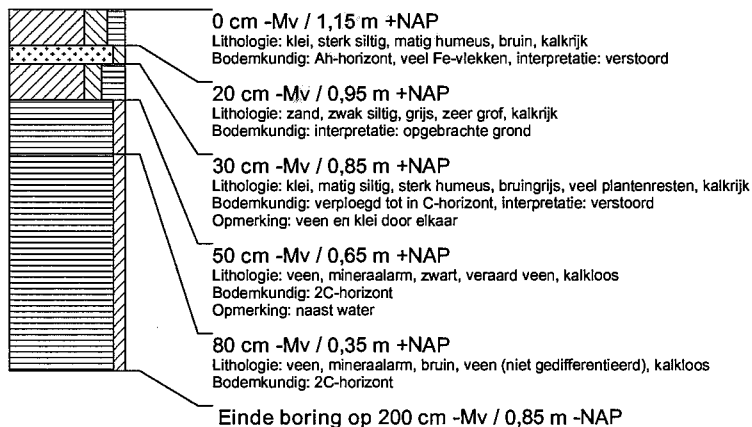 0 cm -Mv / 1,15 m +NAP
Lithologie: klei, sterk siltig, matig humeus, bruin, kalkrijk
Bodemkundig: Ah-horizont, veel Fe-vlekken, interpretatie: verstoord
20 cm -Mv / 0,95 m +NAP
Lithologie: zand, zwak siltig, grijs, zeer grof, kalkrijk
Bodemkundig: interpretatie: opgebrachte grond
30 cm -Mv / 0,85 m +NAP
Lithologie: klei, matig siltig, sterk humeus, bruingrijs, veel plantenresten, kalkrijk
Bodemkundig: verploegd tot in C-horizont, interpretatie: verstoord
Opmerking: veen en klei door elkaar
50 cm -Mv / 0,65 m +NAP
Lithologie: veen, mineraalarm, zwart, veraard veen, kalkloos
Bodemkundig: 2C-horizont
Opmerking: naast water
80 cm -Mv / 0,35 m +NAP
Lithologie: veen, mineraalarm, bruin, veen (niet gedifferentieerd), kalkloos
Bodemkundig: 2C-horizont
Einde boring op 200 cm -Mv / 0,85 m -NAP